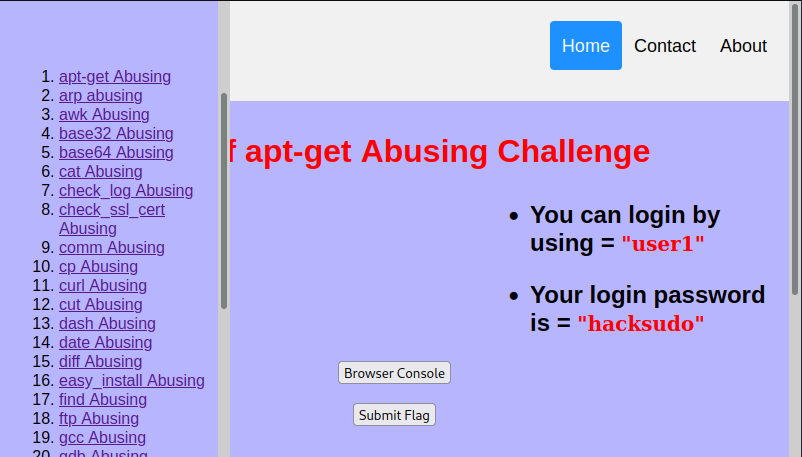 Home Contact About
1. apt-get Abusing
2. arp abusing
3. awk Abusing
4. base32 Abusing
5. base64 Abusing
6. cat Abusing
7. check_log Abusing
8. check_ssl_cert
Abusing
9. comm Abusing
10. cp Abusing
11. curl Abusing
12. cut Abusing
13. dash Abusing
14. date Abusing
15. diff Abusing
16. easy_install Abusing
17. find Abusing
18. ftp Abusing
19. gcc Abusing
20. gdb Abusing
f apt-get Abusing Challenge
• You can login by
using = "user1"
• Your login password
is = "hacksudo"
Browser Console
Submit Flag